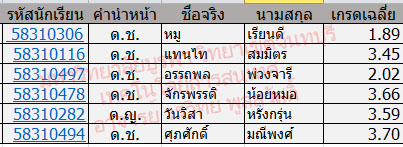 รหัสนักเรียน คำนำหน้า ชื่อจริง นามสกุล เกรดเฉลี่ย
58310306 ด.ช. หมู เรียนดี 1.89
58310116 ด.ช. แทนไท สมมิตร 3.45
58310497 ด.ช. อรรถพล พ่วงจารี 2.02
58310478 ด.ช. จักรพรรดิ น้อยหมอ 3.66
58310282 ด.ญ. วันวิสา หรั่งกรุ่น 3.59
58310494 ด.ช. ศุภศักดิ์ มณีพงศ์ 3.70